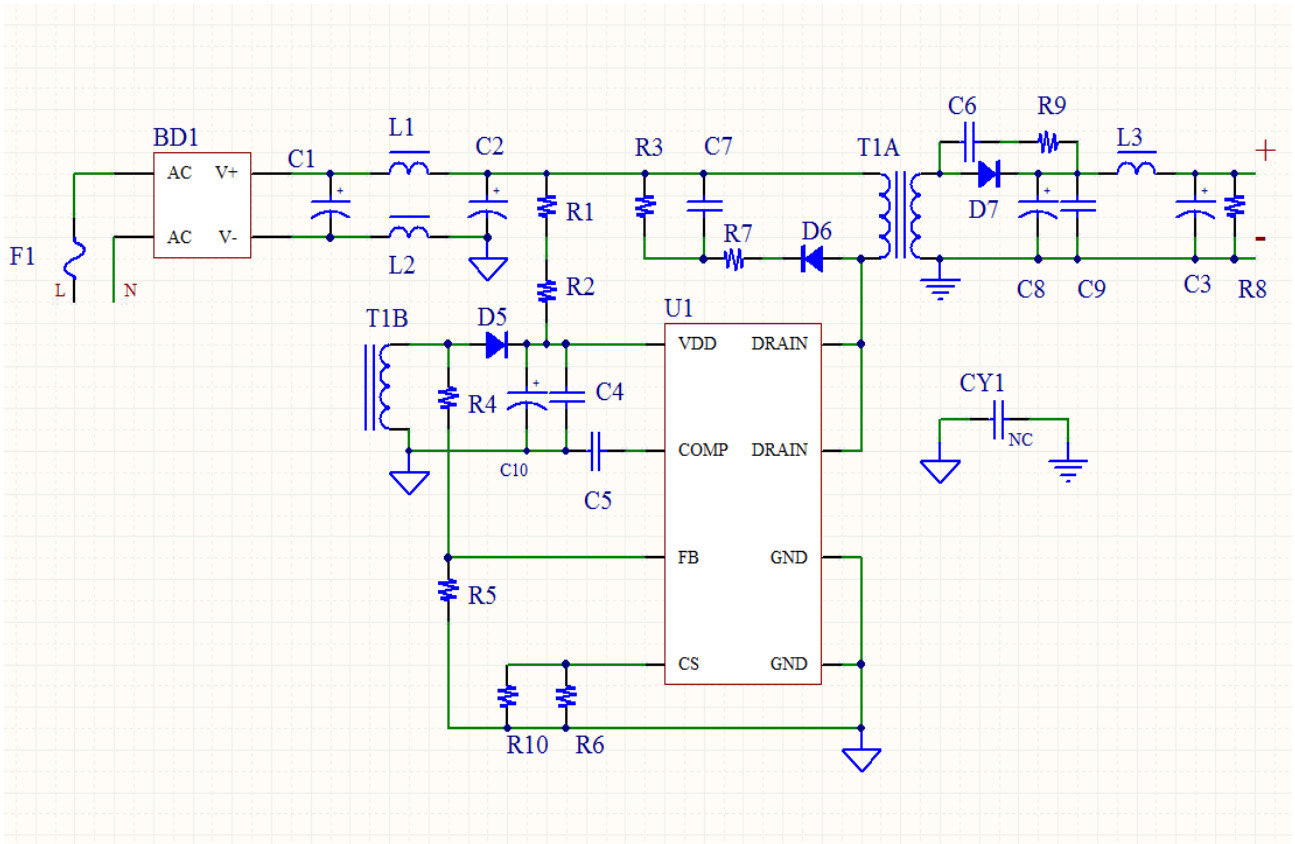 C6
R9
L1
L3
BD1
C1
C2
R3
C7
T1A
+
AC
V+
+
+
+
+
R1
D7
AC
V-
R7
D6
-
F1
L2
L
N
R2
C8
C9
C3
R8
T1B
D5
U1
VDD
DRAIN
+
C4
CY1
R4
NC
COMP
DRAIN
C10
C5
FB
GND
R5
CS
GND
R10
R6